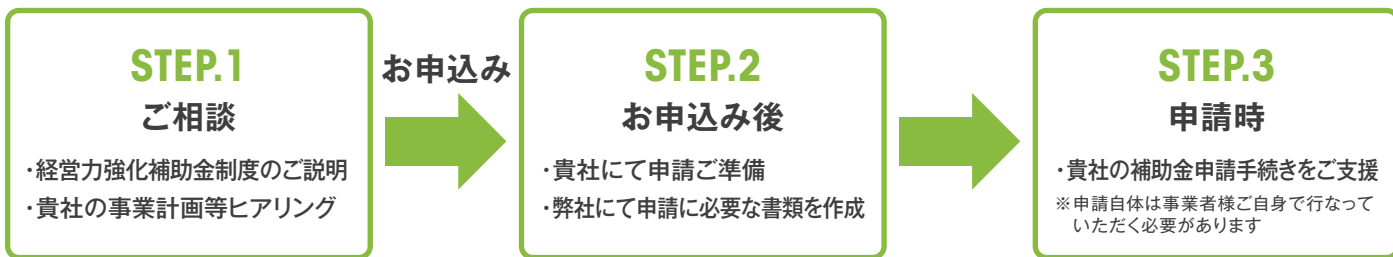 STEP.1
ご相談
・経営力強化補助金制度のご説明
・貴社の事業計画等ヒアリング
お申込み
STEP.2
お申込み後
・貴社にて申請ご準備
・弊社にて申請に必要な書類を作成
STEP.3
申請時
・貴社の補助金申請手続きをご支援
※申請自体は事業者様ご自身で行なって
いただく必要があります